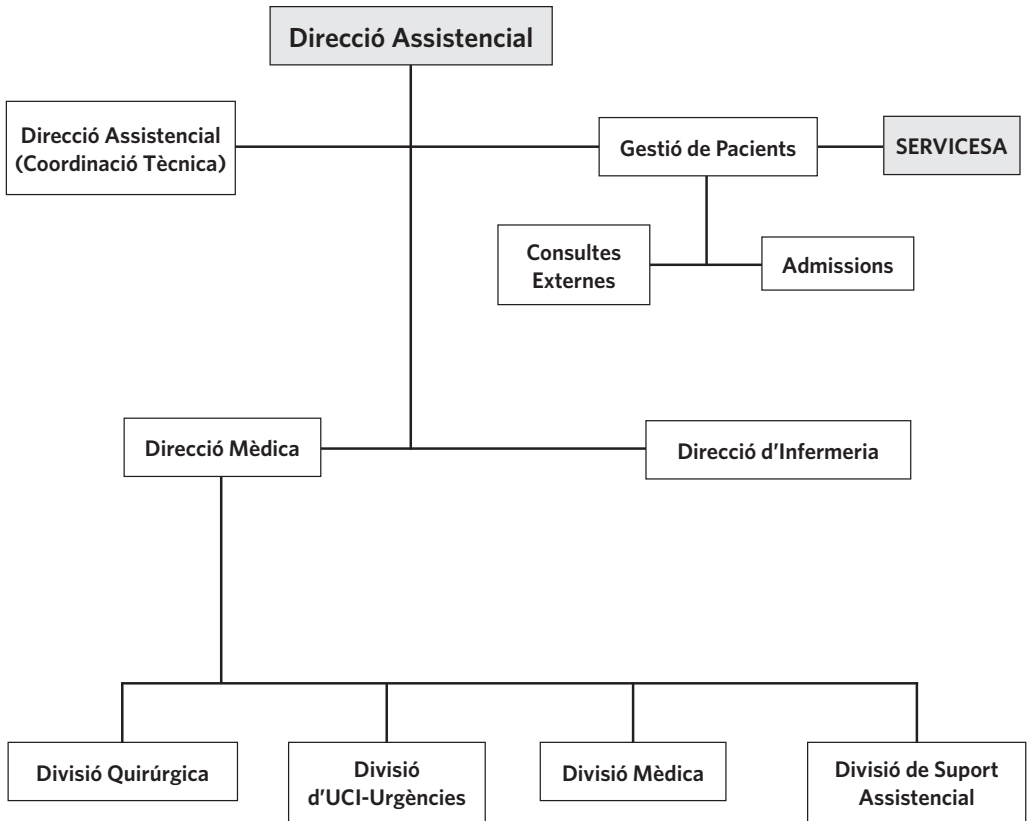 Direcció Assistencial
Direcció Assistencial
(Coordinació Tècnica)
Gestió de Pacients
SERVICESA
Consultes
Externes
Admissions
Direcció Mèdica
Direcció d'Infermeria
Divisió Quirúrgica
Divisió
d'UCI-Urgències
Divisió Mèdica
Divisió de Suport
Assistencial